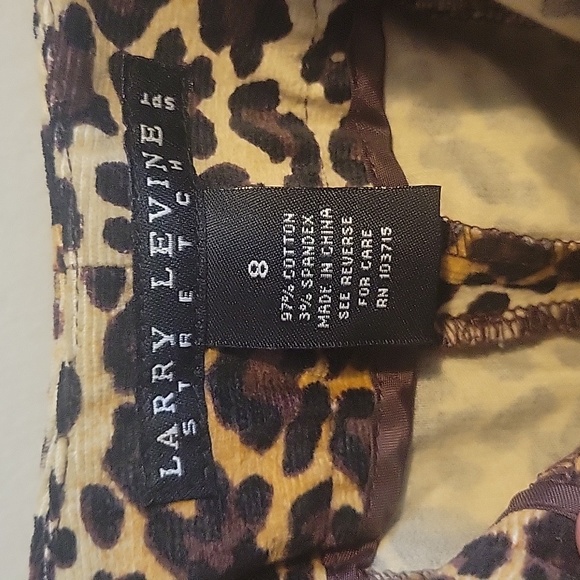 LARRY LEVINE SPT
STRETCH
8
97% COTTON
3% SPANDEX
MADE IN CHINA
SEE REVERSE
FOR CARE
RN 103715